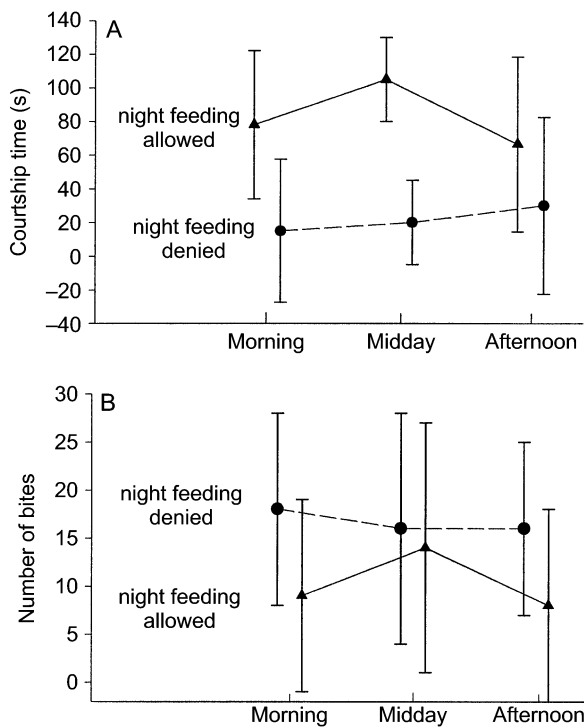 A
140
120
100
80
60
40
20
0
−20
−40
Courtship time (s)
night feeding
allowed
night feeding
denied
Morning Midday Afternoon
B
30
25
20
15
10
5
0
Number of bites
night feeding
denied
night feeding
allowed
Morning Midday Afternoon